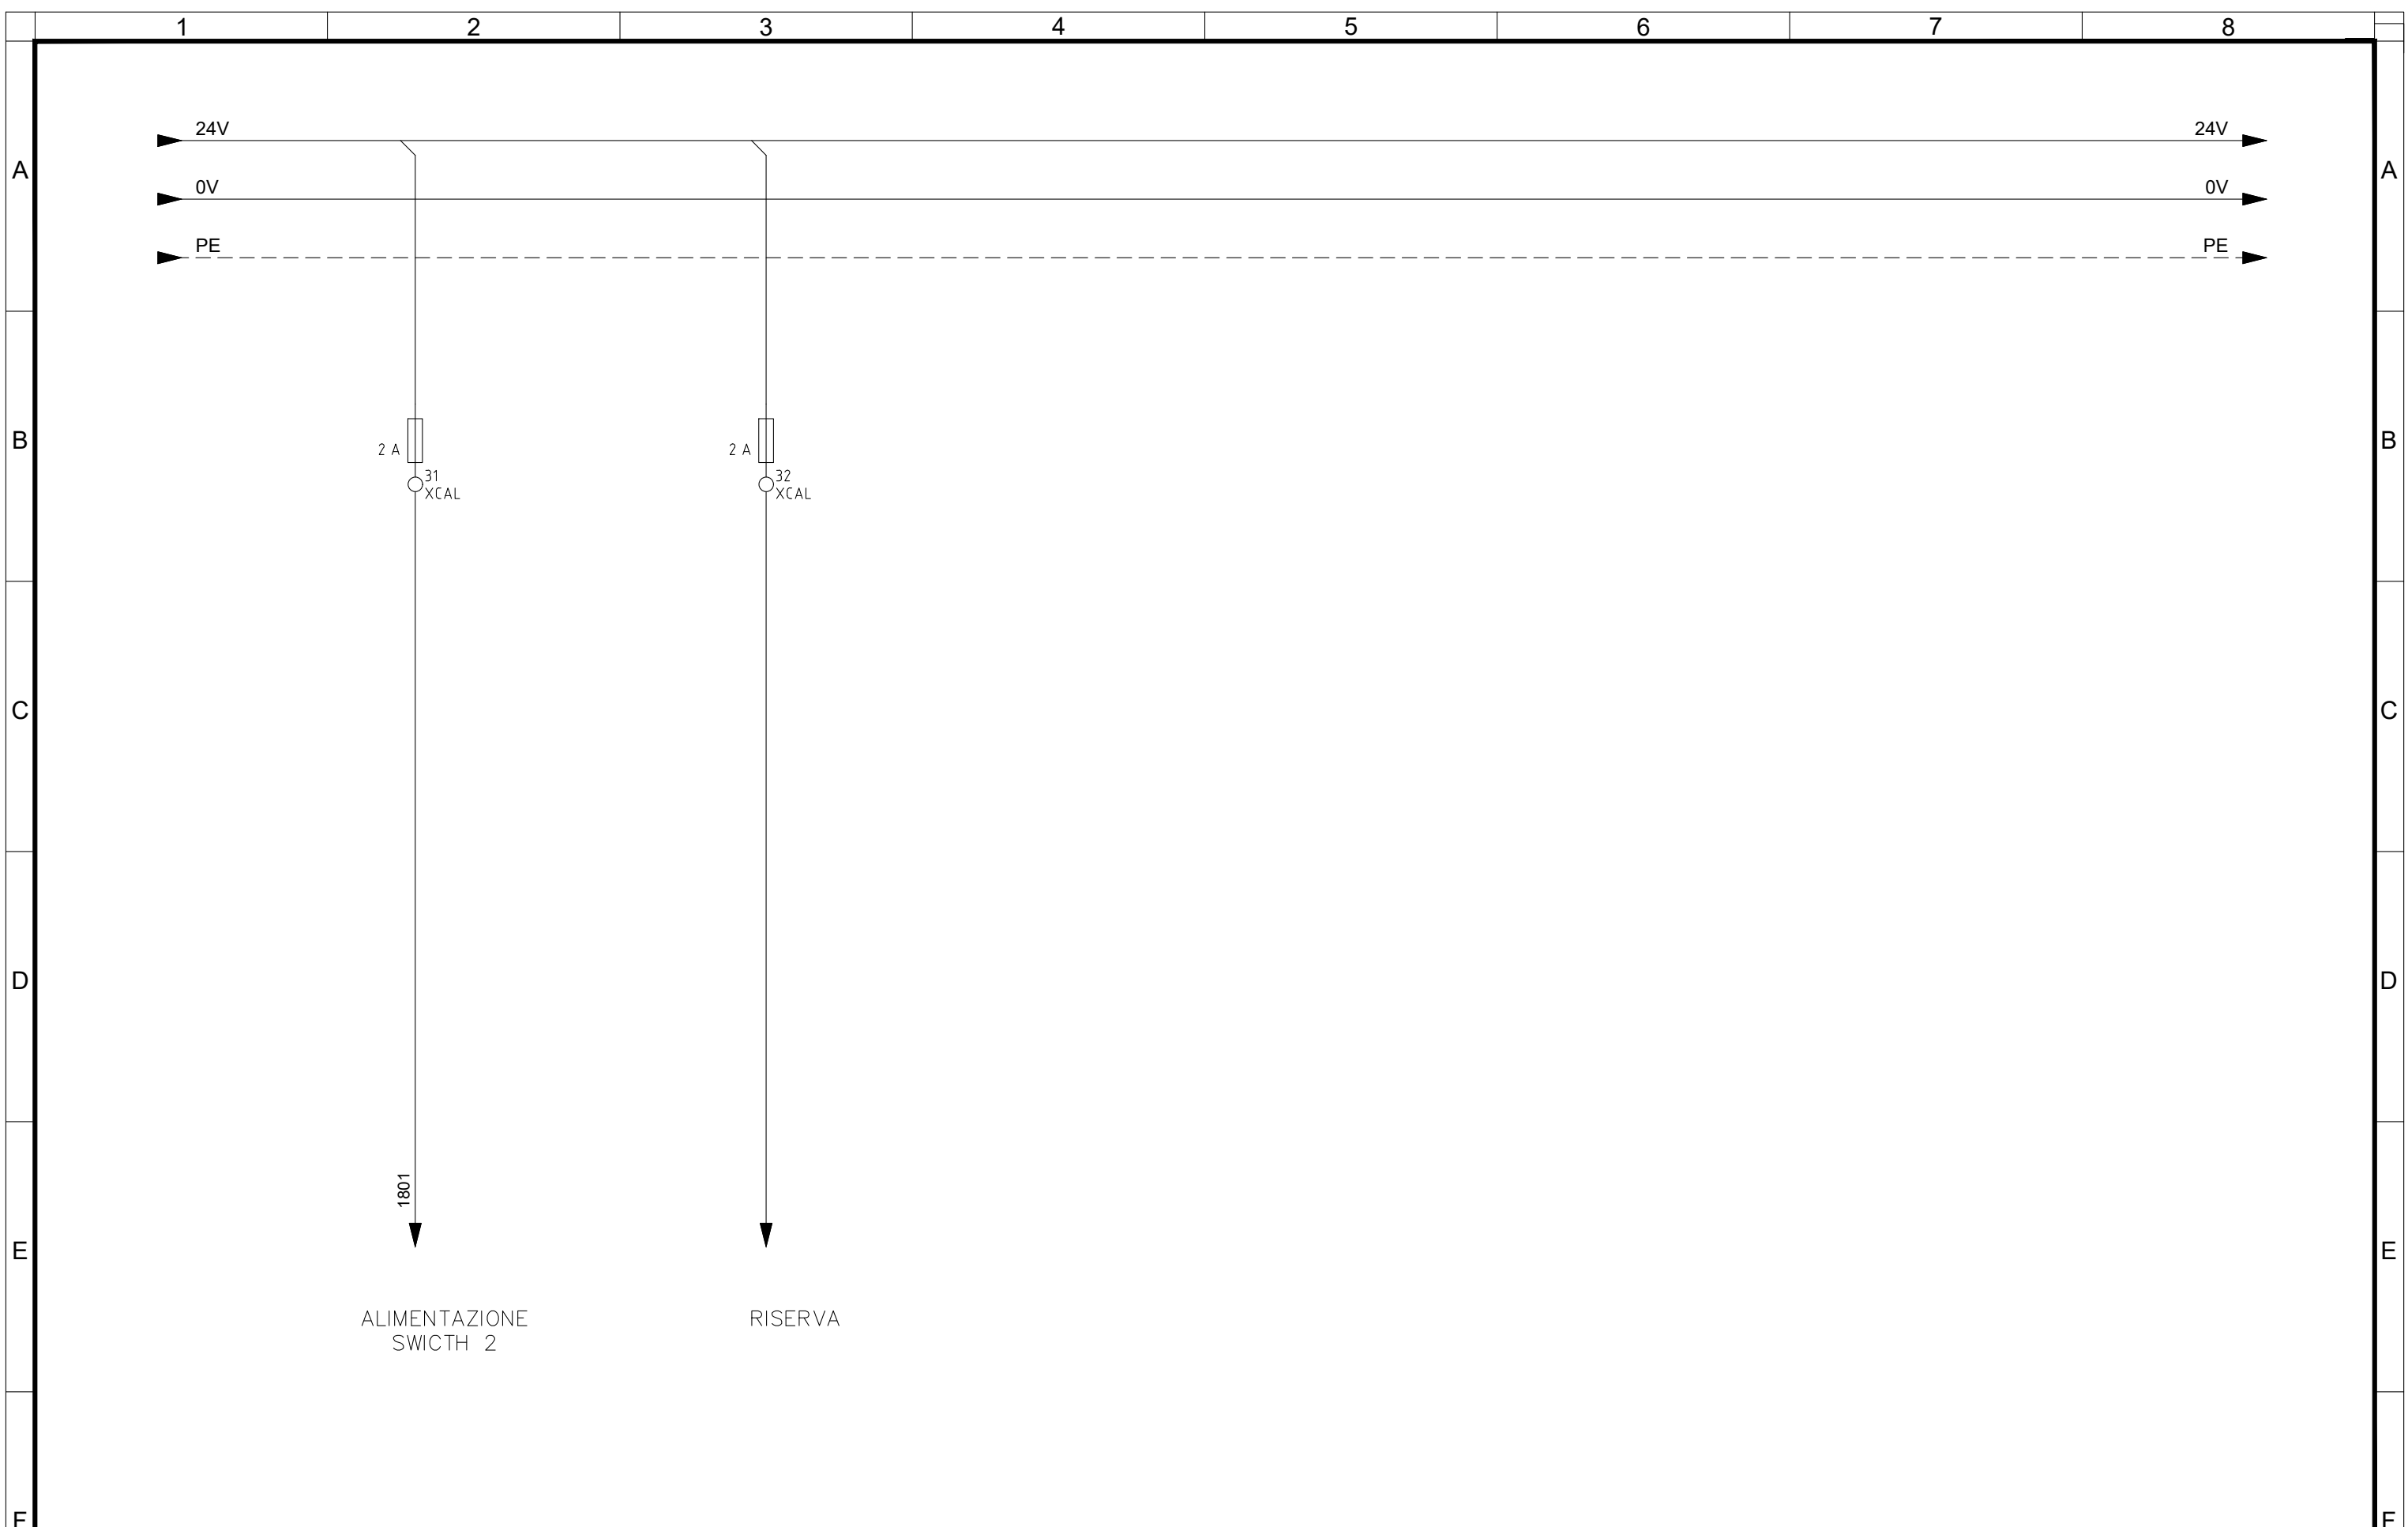 1 2 3 4 5 6 7 8
24V 24V
A A
0V 0V
PE PE
B B
2 A 2 A
31 32
XCAL XCAL
C C
D D
1801
E E
ALIMENTAZIONE RISERVA
SWICTH 2
F F